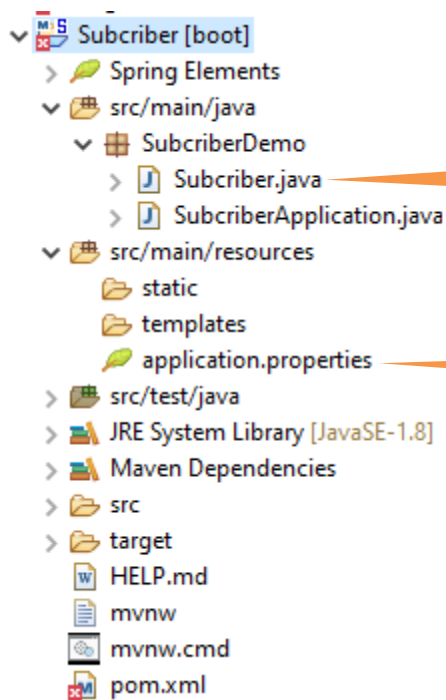 Subcriber [boot]
Spring Elements
src/main/java
SubcriberDemo
Subcriber.java
SubcriberApplication.java
src/main/resources
static
templates
application.properties
src/test/java
JRE System Library [JavaSE-1.8]
Maven Dependencies
src
target
HELP.md
mvnw
mvnw.cmd
pom.xml